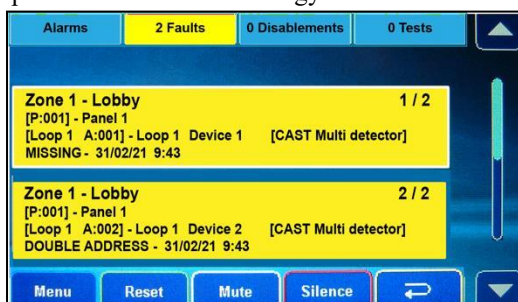 Alarms 2 Faults 0 Disablements 0 Tests
Zone 1 - Lobby 1 / 2
[P:001] - Panel 1
[Loop 1 A:001] - Loop 1 Device 1 [CAST Multi detector]
MISSING - 31/02/21 9:43
Zone 1 - Lobby 2 / 2
[P:001] - Panel 1
[Loop 1 A:002] - Loop 1 Device 2 [CAST Multi detector]
DOUBLE ADDRESS - 31/02/21 9:43
Menu Reset Mute Silence